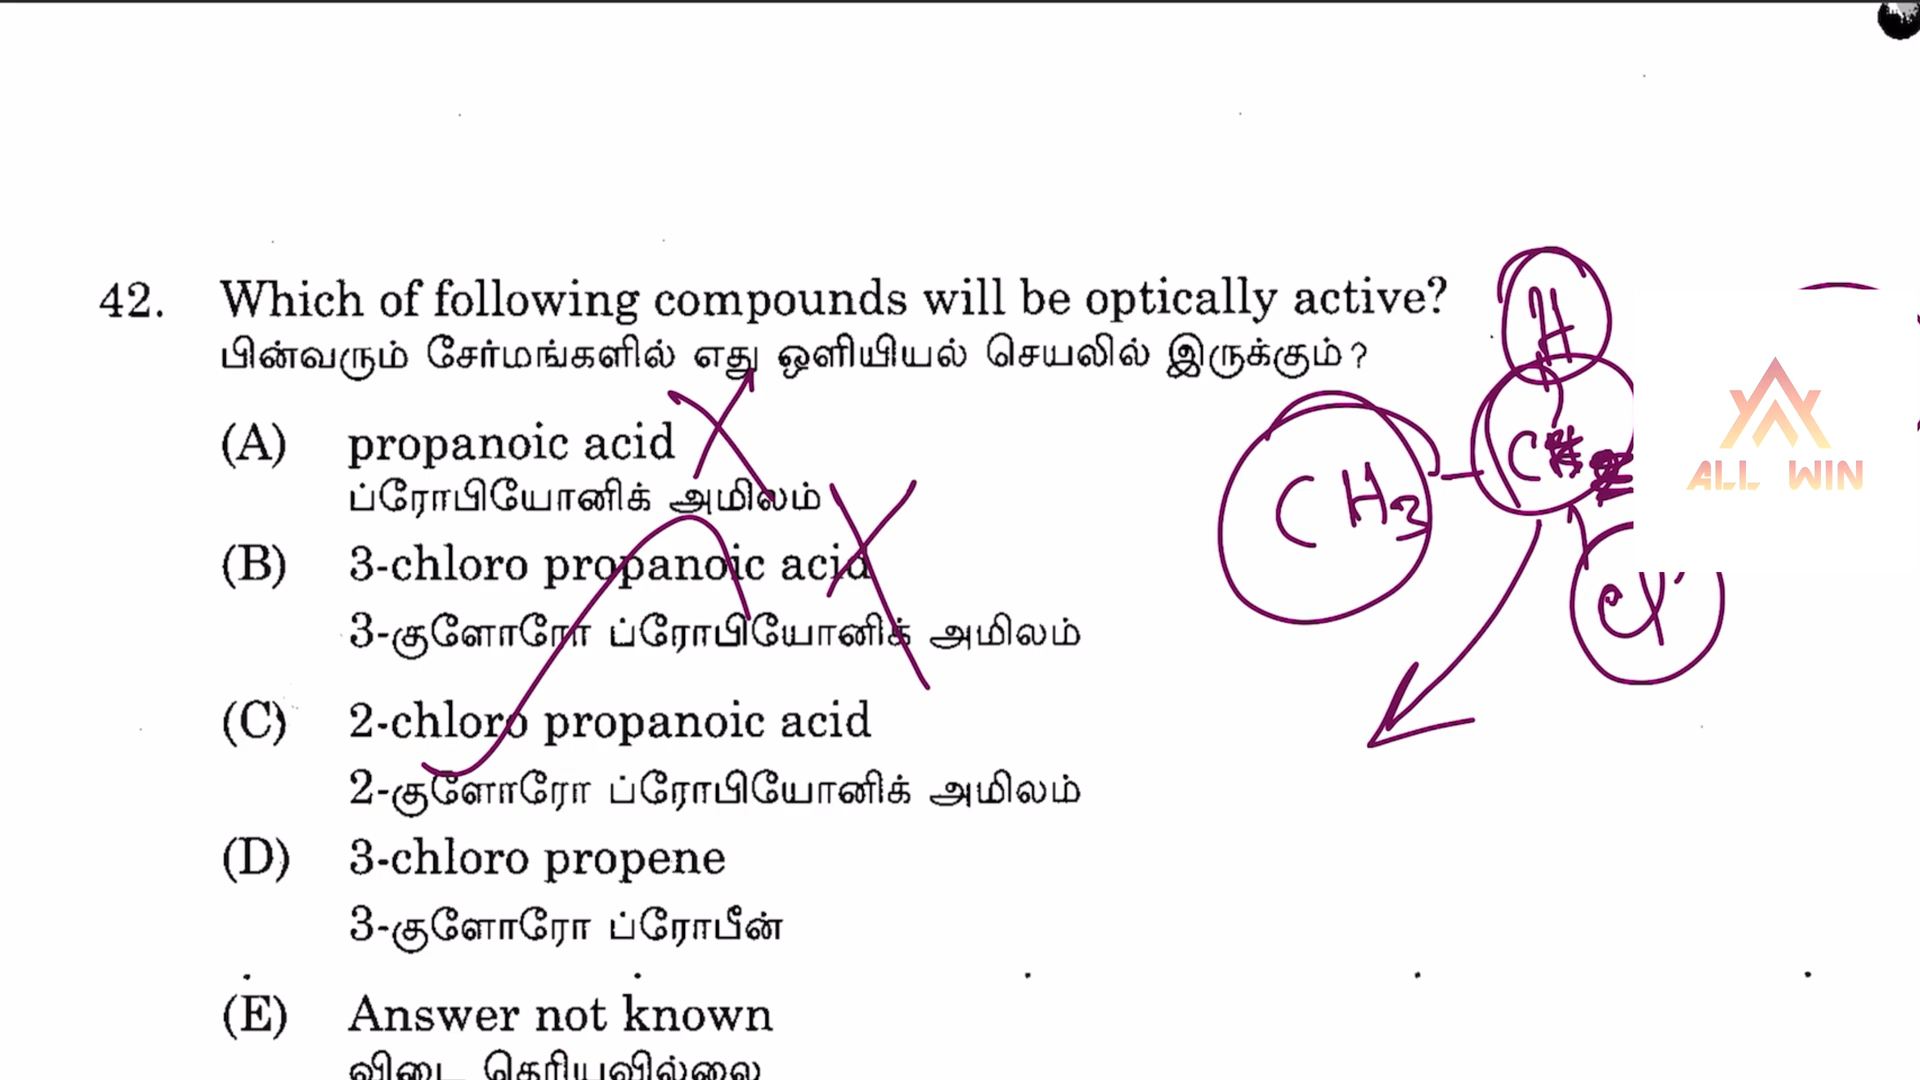 42. Which of following compounds will be optically active?
பின்வரும் சேர்மங்களில் எது ஒளியியல் செயலில் இருக்கும்?
(A) propanoic acid
ப்ரோபியோனிக் அமிலம்
(B) 3-chloro propanoic acid
3-குளோரோ ப்ரோபியோனிக் அமிலம்
(C) 2-chloro propanoic acid
2-குளோரோ ப்ரோபியோனிக் அமிலம்
(D) 3-chloro propene
3-குளோரோ ப்ரோபீன்
(E) Answer not known
விடை தெரியவில்லை
H
CH3
C
Cl
ALL WIN